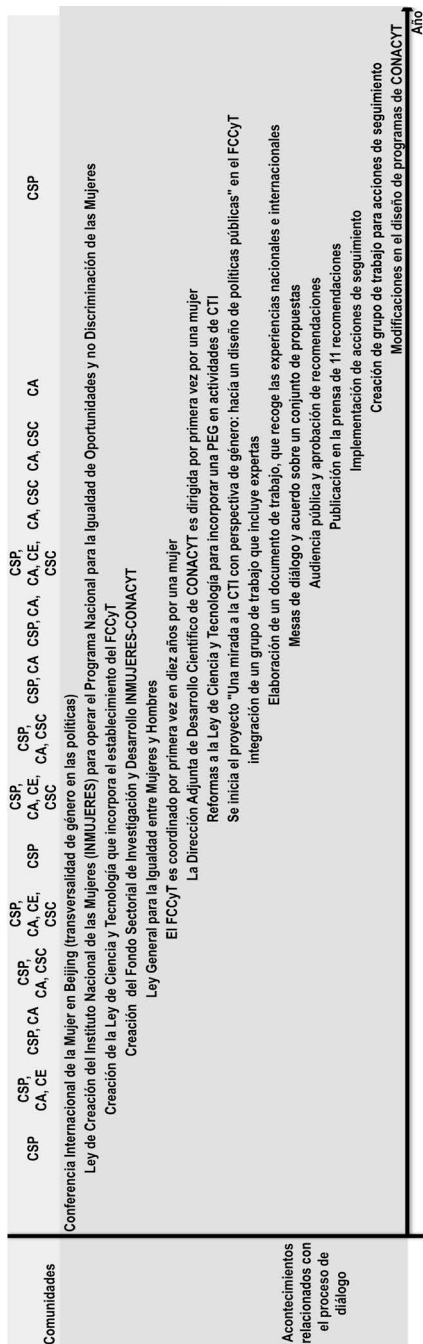 Comunidades
CSP
CSP,
CA, CE
CSP, CA
CSP,
CA, CSC
CSP,
CA, CE,
CSC
CSP
CSP,
CA, CE,
CSC
CSP,
CA, CSC
CSP, CA
CSP, CA,
CSP,
CA, CE,
CSC
CA, CSC
CA, CSC
CA
CSP
Conferencia Internacional de la Mujer en Beijing (transversalidad de género en las políticas)
Ley de Creación del Instituto Nacional de las Mujeres (INMUJERES) para operar el Programa Nacional para la Igualdad de Oportunidades y no Discriminación de las Mujeres
Creación de la Ley de Ciencia y Tecnología que incorpora el establecimiento del FCCyT
Creación del Fondo Sectorial de Investigación y Desarrollo INMUJERES-CONACYT
Ley General para la Igualdad entre Mujeres y Hombres
El FCCyT es coordinado por primera vez en diez años por una mujer
La Dirección Adjunta de Desarrollo Científico de CONACYT es dirigida por primera vez por una mujer
Reformas a la Ley de Ciencia y Tecnología para incorporar una PEG en actividades de CTI
Se inicia el proyecto "Una mirada a la CTI con perspectiva de género: hacía un diseño de políticas públicas" en el FCCyT
integración de un grupo de trabajo que incluye expertas
Elaboración de un documento de trabajo, que recoge las experiencias nacionales e internacionales
Mesas de diálogo y acuerdo sobre un conjunto de propuestas
Audiencia pública y aprobación de recomendaciones
Publicación en la prensa de 11 recomendaciones
Implementación de acciones de seguimiento
Creación de grupo de trabajo para acciones de seguimiento
Modificaciones en el diseño de programas de CONACYT
Acontecimientos
relacionados con
el proceso de
diálogo
Año